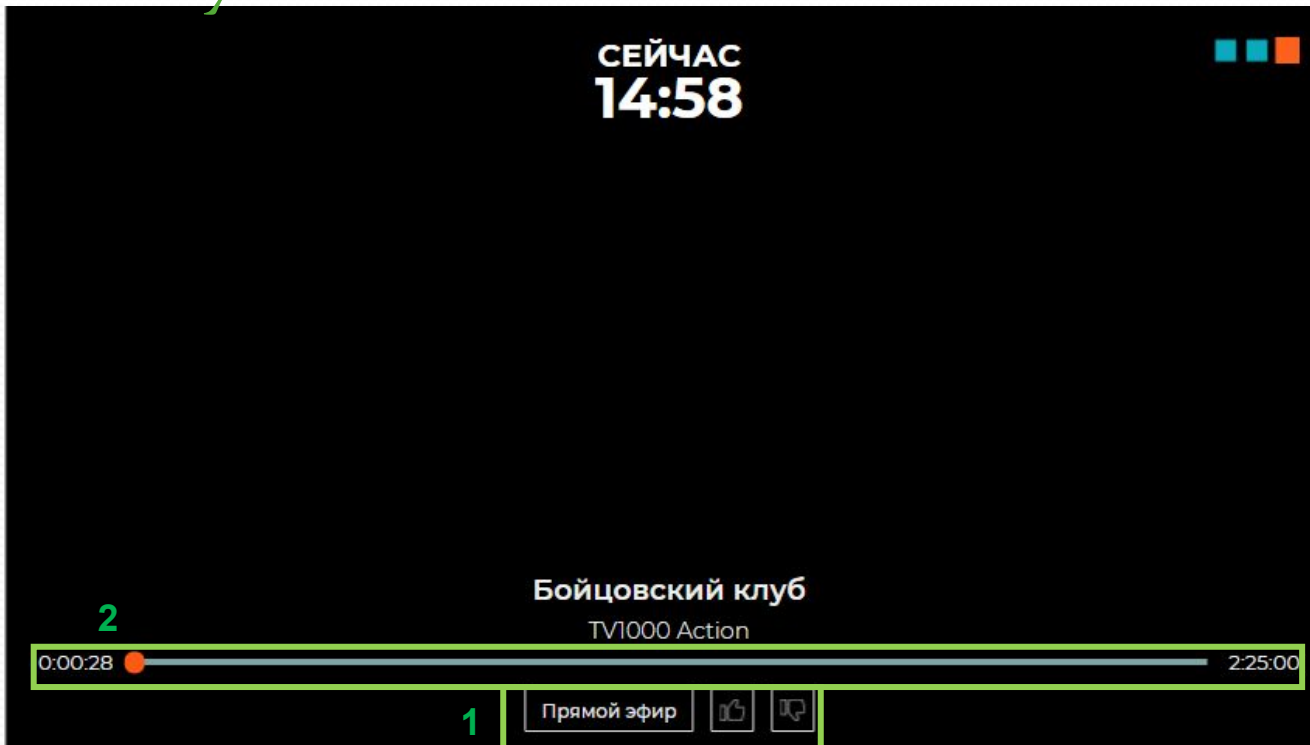 СЕЙЧАС
14:58
Бойцовский клуб
2
TV1000 Action
0:00:28 2:25:00
1 Прямой эфир